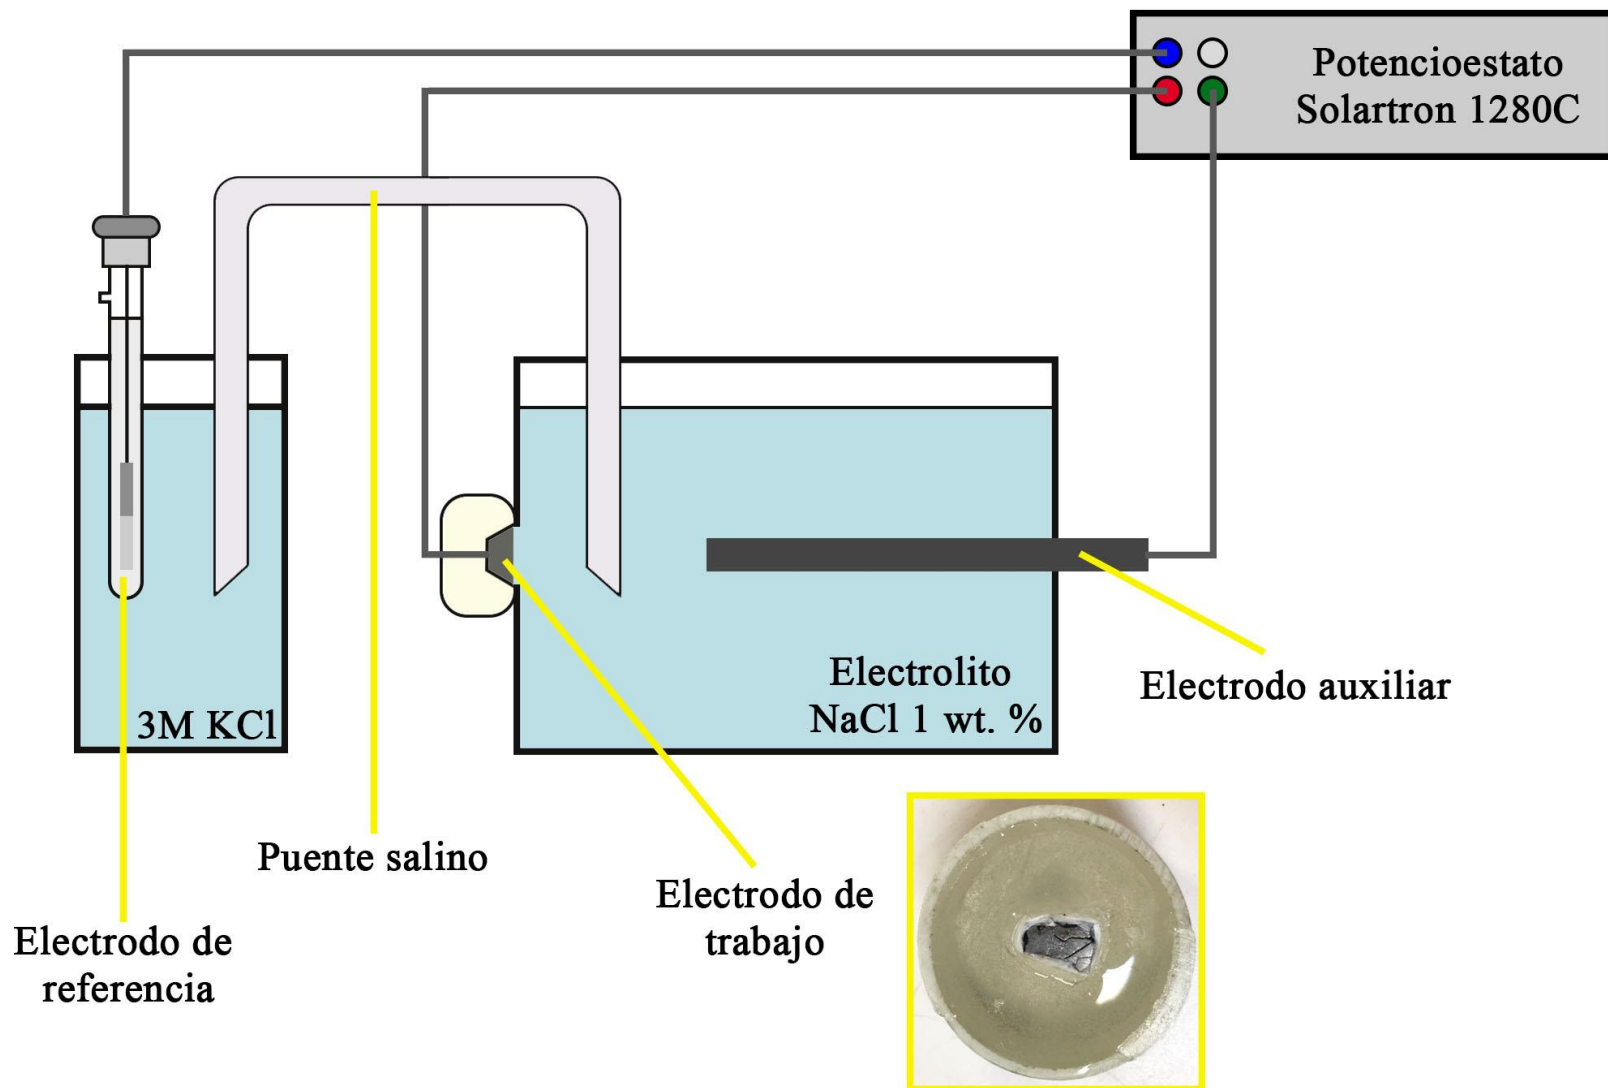 Potencioestato
Solartron 1280C
3M KCl
Electrolito
NaCl 1 wt. %
Electrodo auxiliar
Puente salino
Electrodo de
trabajo
Electrodo de
referencia